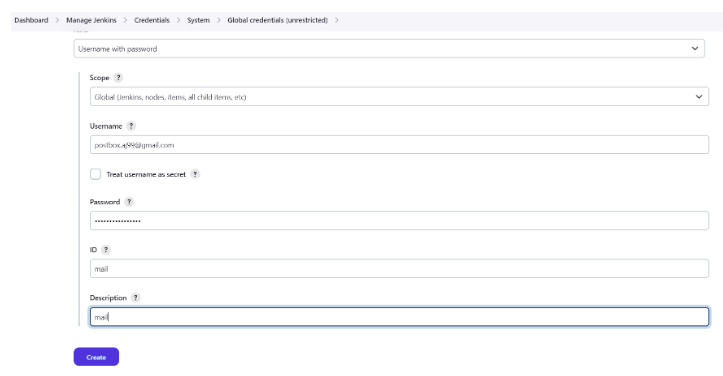 Dashboard > Manage Jenkins > Credentials > System > Global credentials (unrestricted) >
Username with password
Scope ?
Global (Jenkins, nodes, items, all child items, etc)
Username ?
postbox.aj99@gmail.com
Treat username as secret ?
Password ?
••••••••••••••••
ID ?
mail
Description ?
mail
Create